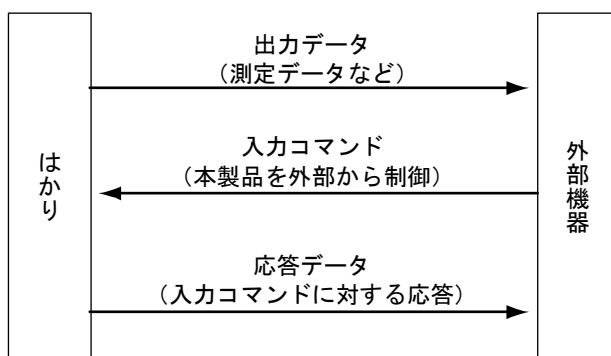 はかり
出力データ
（測定データなど）
入力コマンド
（本製品を外部から制御）
応答データ
（入力コマンドに対する応答）
外部機器